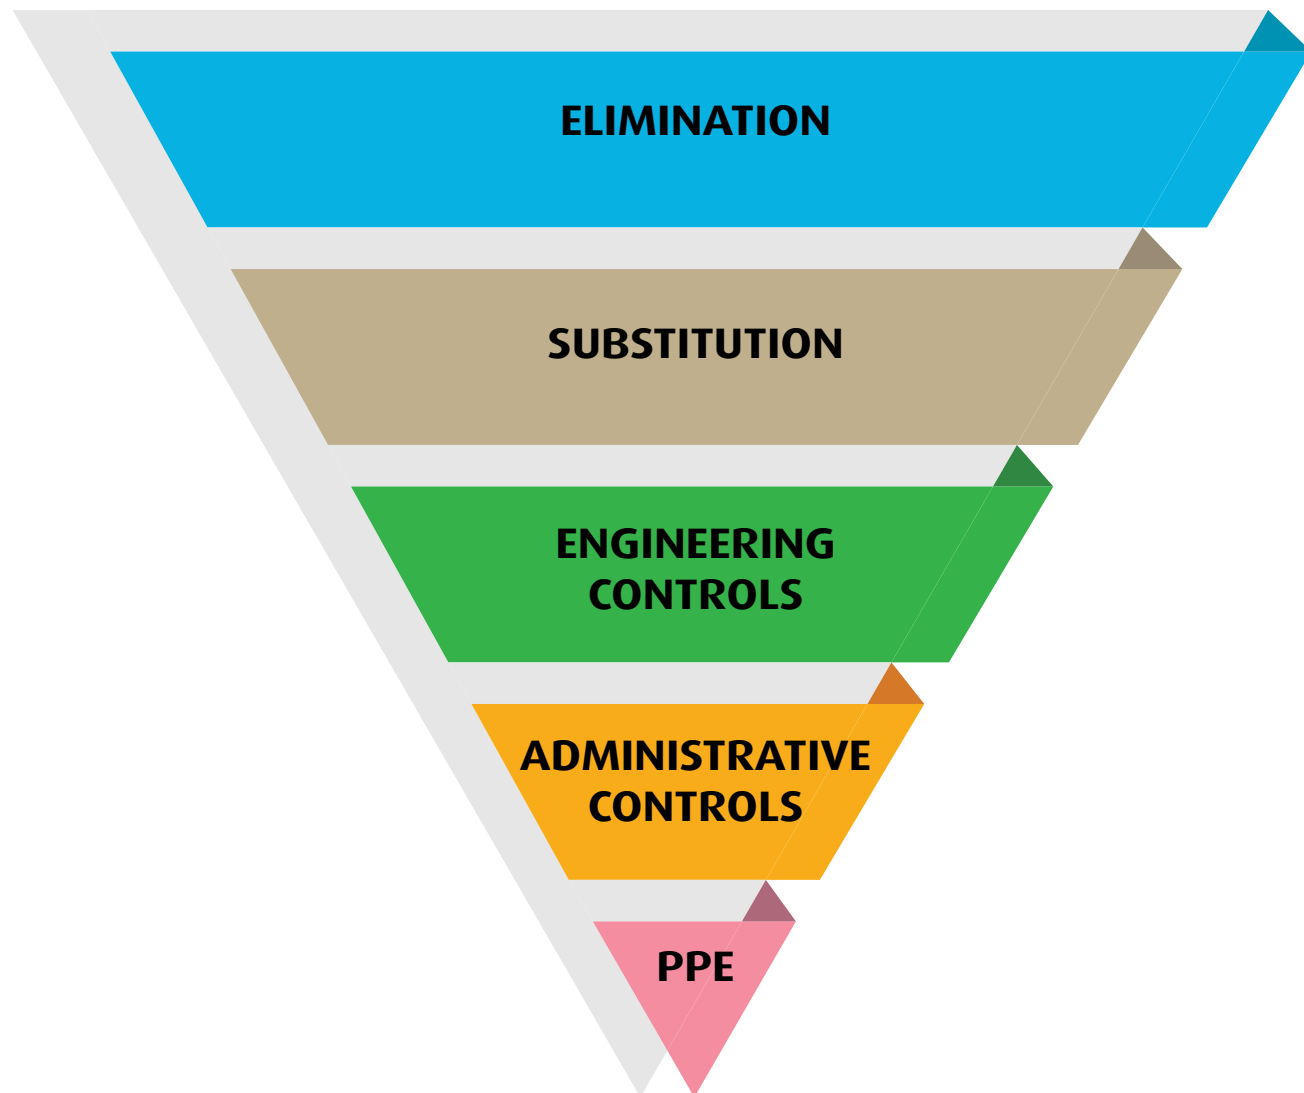 ELIMINATION
SUBSTITUTION
ENGINEERING
CONTROLS
ADMINISTRATIVE
CONTROLS
PPE